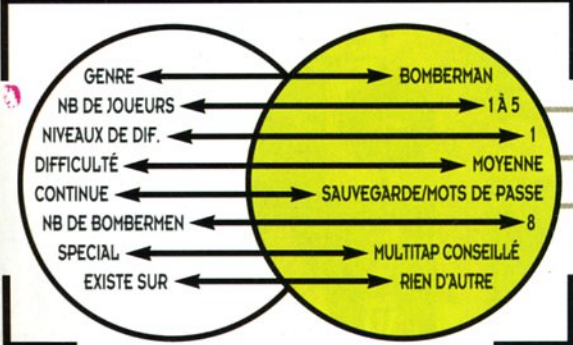 GENRE BOMBERMAN
NB DE JOUEURS 1 À 5
NIVEAUX DE DIF. 1
DIFFICULTÉ MOYENNE
CONTINUE SAUVEGARDE/MOTS DE PASSE
NB DE BOMBERMEN 8
SPECIAL MULTITAP CONSEILLÉ
EXISTE SUR RIEN D'AUTRE